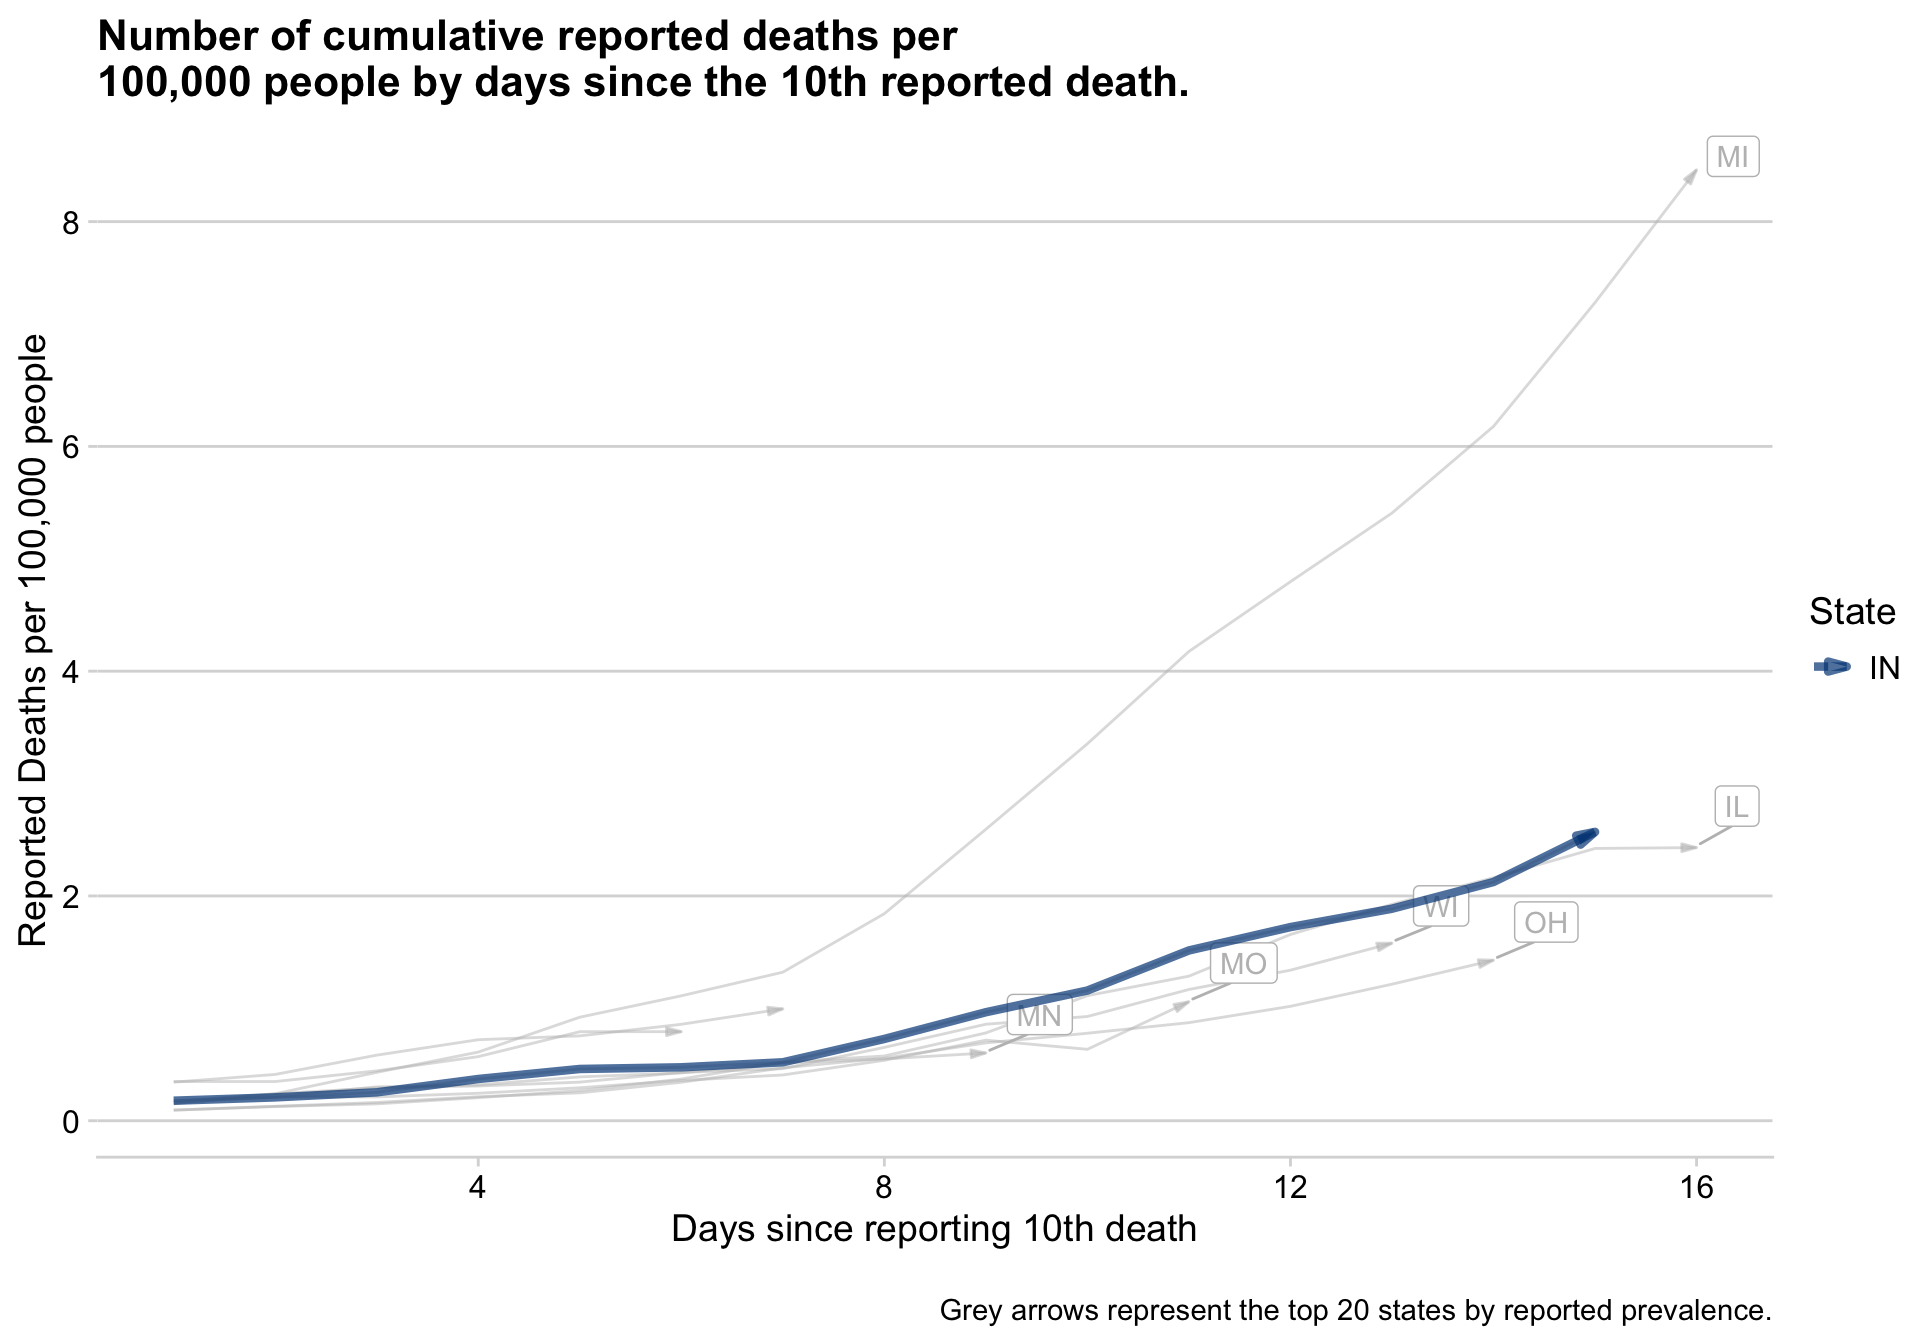 Number of cumulative reported deaths per
100,000 people by days since the 10th reported death.
Reported Deaths per 100,000 people
8
6
4
2
0
MI
IL
WI
OH
MO
MN
State
IN
4
8
12
16
Days since reporting 10th death
Grey arrows represent the top 20 states by reported prevalence.